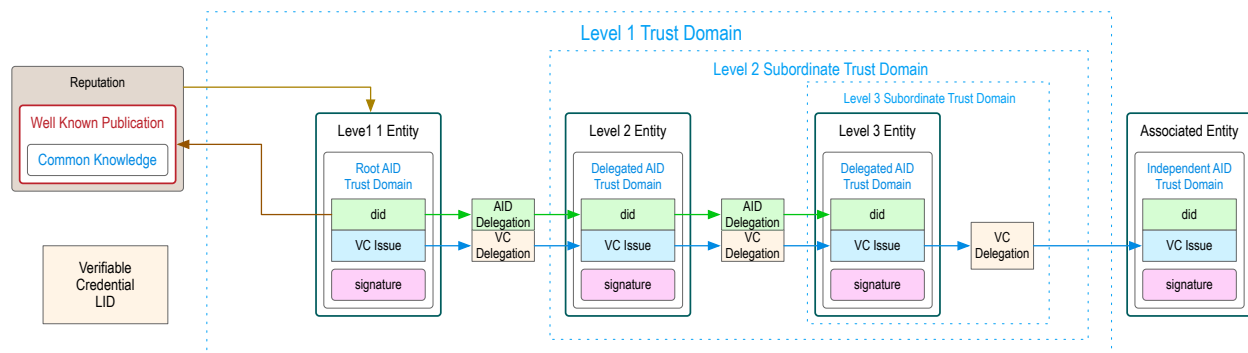 Level 1 Trust Domain
Level 2 Subordinate Trust Domain
Level 3 Subordinate Trust Domain
Reputation
Well Known Publication
Common Knowledge
Verifiable
Credential
LID
Leve1 1 Entity
Root AID
Trust Domain
did
VC Issue
signature
AID
Delegation
VC
Delegation
Level 2 Entity
Delegated AID
Trust Domain
did
VC Issue
signature
AID
Delegation
VC
Delegation
Level 3 Entity
Delegated AID
Trust Domain
did
VC Issue
signature
VC
Delegation
Associated Entity
Independent AID
Trust Domain
did
VC Issue
signature